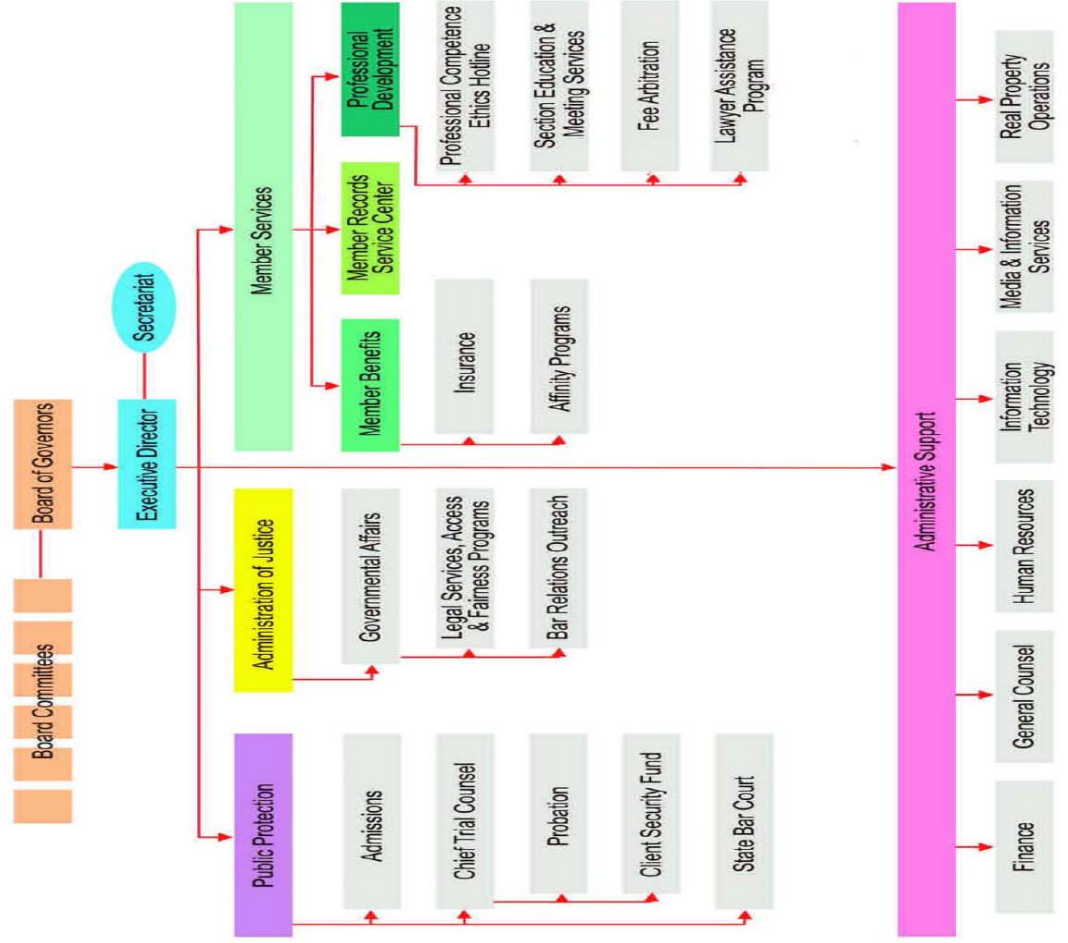 Board Committees
Board of Governors
Executive Director
Secretariat
Public Protection
Admissions
Chief Trial Counsel
Probation
Client Security Fund
State Bar Court
Administration of Justice
Governmental Affairs
Legal Services, Access
& Fairness Programs
Bar Relations Outreach
Member Services
Member Benefits
Insurance
Affinity Programs
Member Records
Service Center
Professional
Development
Professional Competence
Ethics Hotline
Section Education &
Meeting Services
Fee Arbitration
Lawyer Assistance
Program
Administrative Support
Finance
General Counsel
Human Resources
Information
Technology
Media & Information
Services
Real Property
Operations